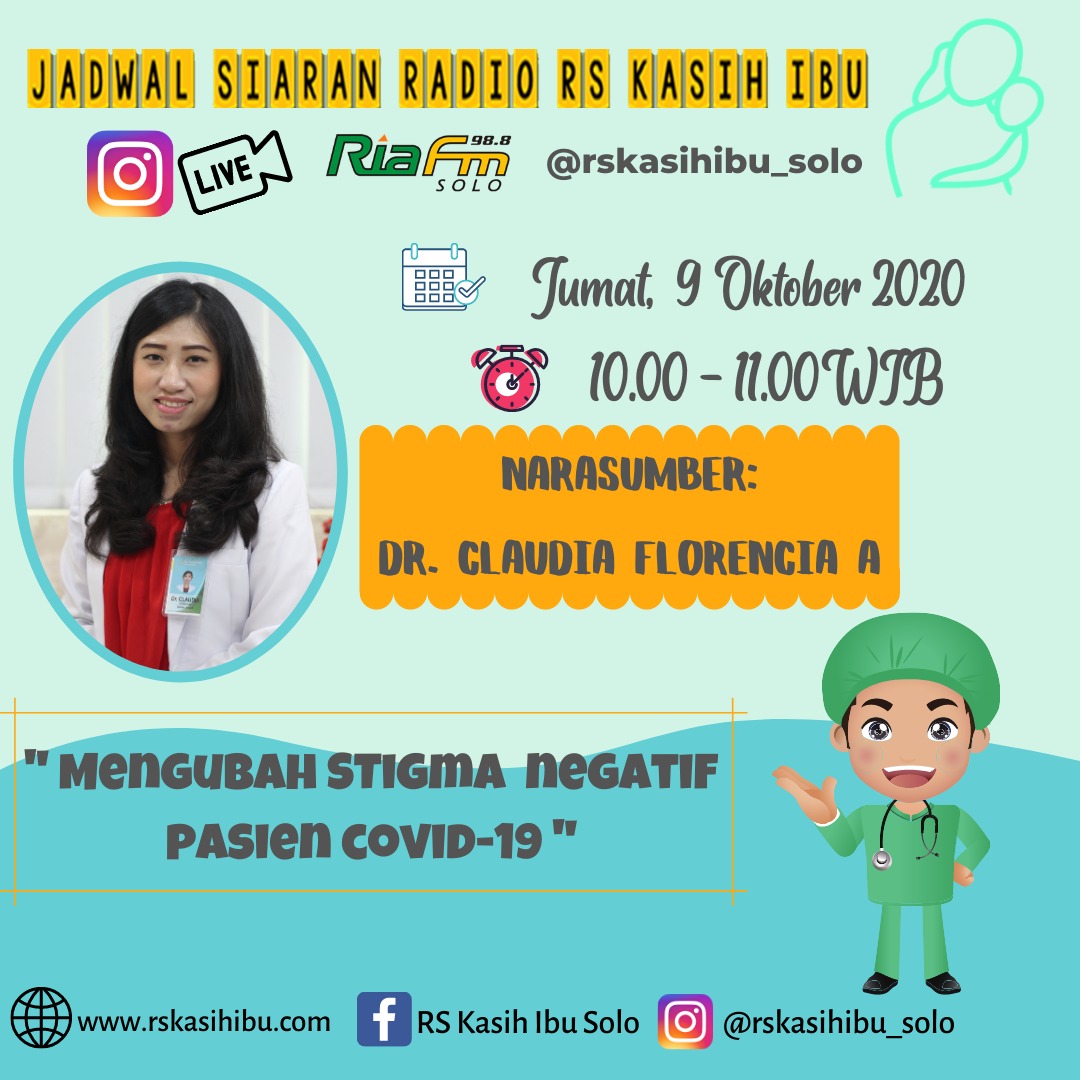 JADWAL SIARAN RADIO RS KASIH IBU
LIVE
Ria Fm 98.8
SOLO
@rskasihibu_solo
Jumat, 9 Oktober 2020
10.00 - 11.00 WIB
NARASUMBER:
DR. CLAUDIA FLORENCIA A
" Mengubah Stigma negatif
Pasien COVID-19 "
www.rskasihibu.com
RS Kasih Ibu Solo
@rskasihibu_solo